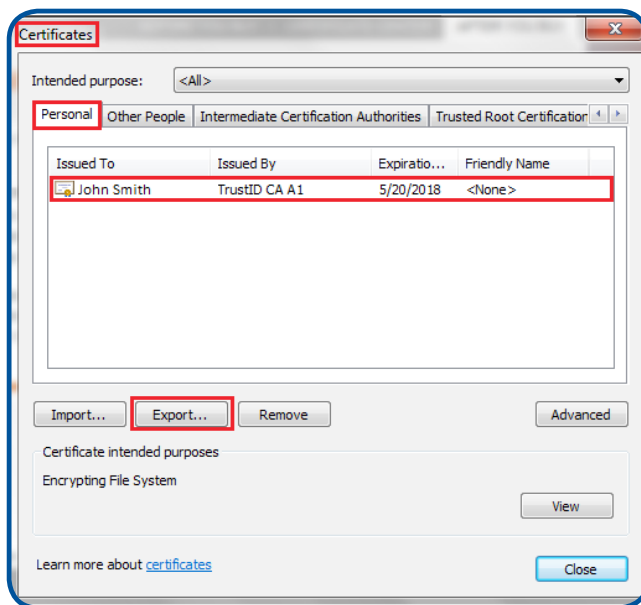 Certificates
Intended purpose: <All>
Personal Other People Intermediate Certification Authorities Trusted Root Certification
Issued To Issued By Expiratio... Friendly Name
John Smith TrustID CA A1 5/20/2018 <None>
Import... Export... Remove Advanced
Certificate intended purposes
Encrypting File System
View
Learn more about certificates
Close